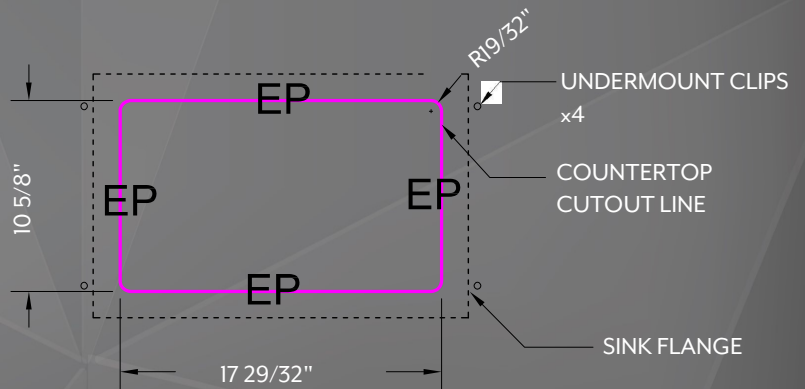 R19/32"
UNDERMOUNT CLIPS
x4
EP
10 5/8"
EP
EP
COUNTERTOP
CUTOUT LINE
EP
SINK FLANGE
17 29/32"